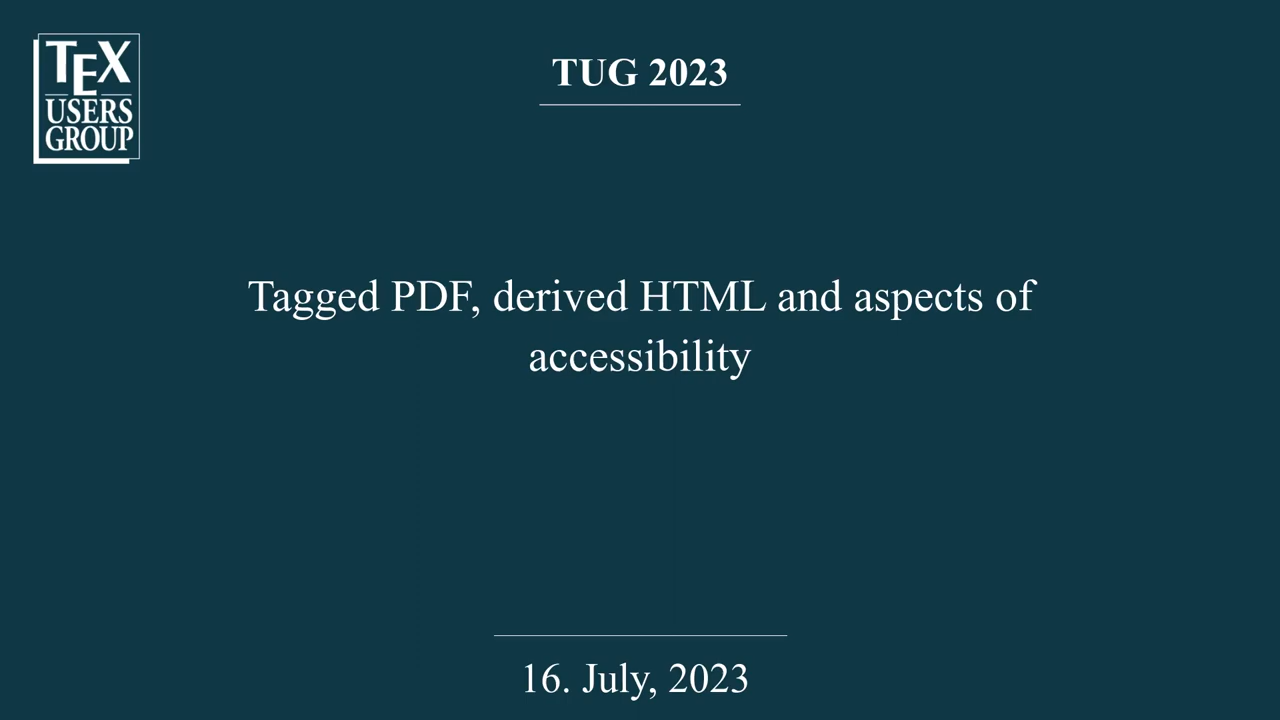 TEX
USERS
GROUP
TUG 2023
Tagged PDF, derived HTML and aspects of
accessibility
16. July, 2023